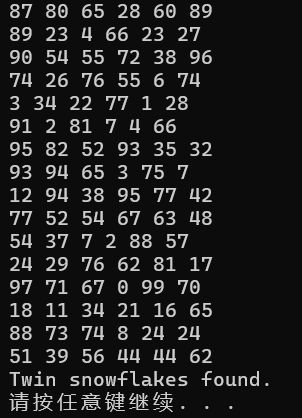 87 80 65 28 60 89
89 23 4 66 23 27
90 54 55 72 38 96
74 26 76 55 6 74
3 34 22 77 1 28
91 2 81 7 4 66
95 82 52 93 35 32
93 94 65 3 75 7
12 94 38 95 77 42
77 52 54 67 63 48
54 37 7 2 88 57
24 29 76 62 81 17
97 71 67 0 99 70
18 11 34 21 16 65
88 73 74 8 24 24
51 39 56 44 44 62
Twin snowflakes found.
请按任意键继续. . .